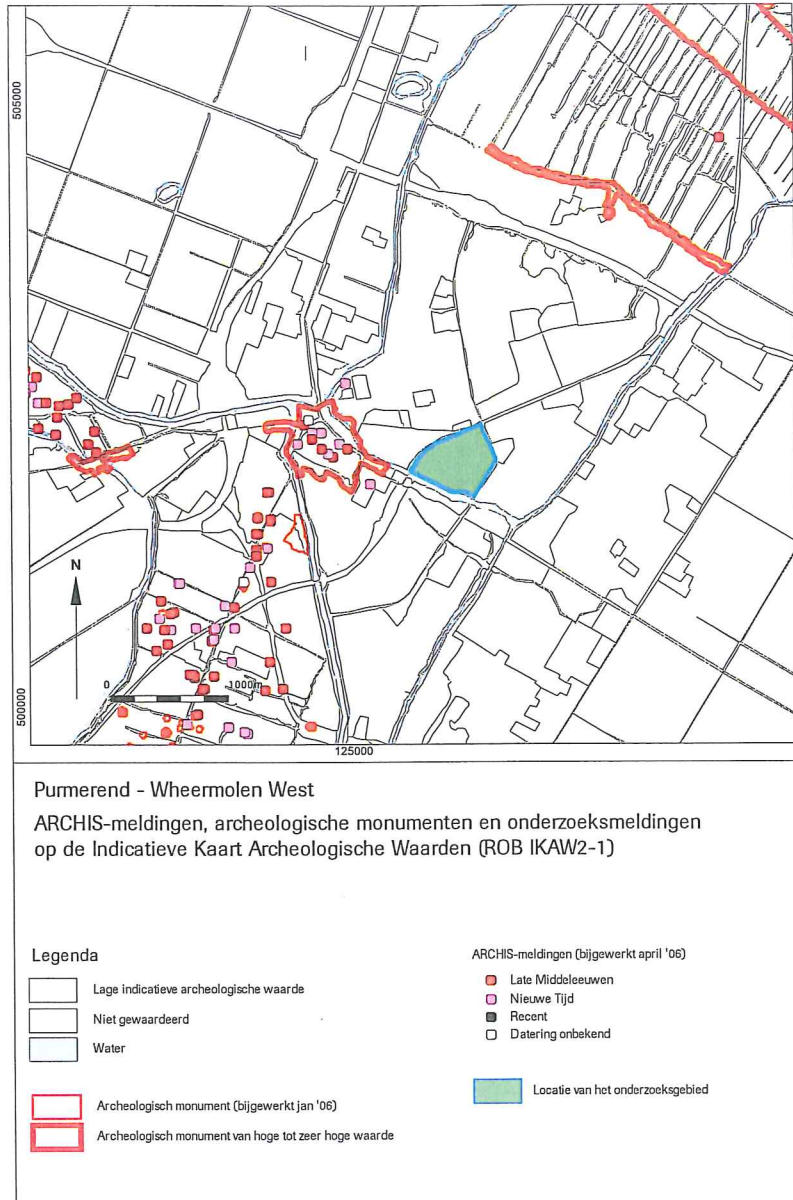 505000
N
0
1000m
500000
125000
Purmerend - Wheermolen West
ARCHIS-meldingen, archeologische monumenten en onderzoeksmeldingen
op de Indicatieve Kaart Archeologische Waarden (ROB IKAW2-1)
Legenda
Lage indicatieve archeologische waarde
Niet gewaardeerd
Water
Archeologisch monument (bijgewerkt jan '06)
Archeologisch monument van hoge tot zeer hoge waarde
ARCHIS-meldingen (bijgewerkt april '06)
Late Middeleeuwen
Nieuwe Tijd
Recent
Datering onbekend
Locatie van het onderzoeksgebied